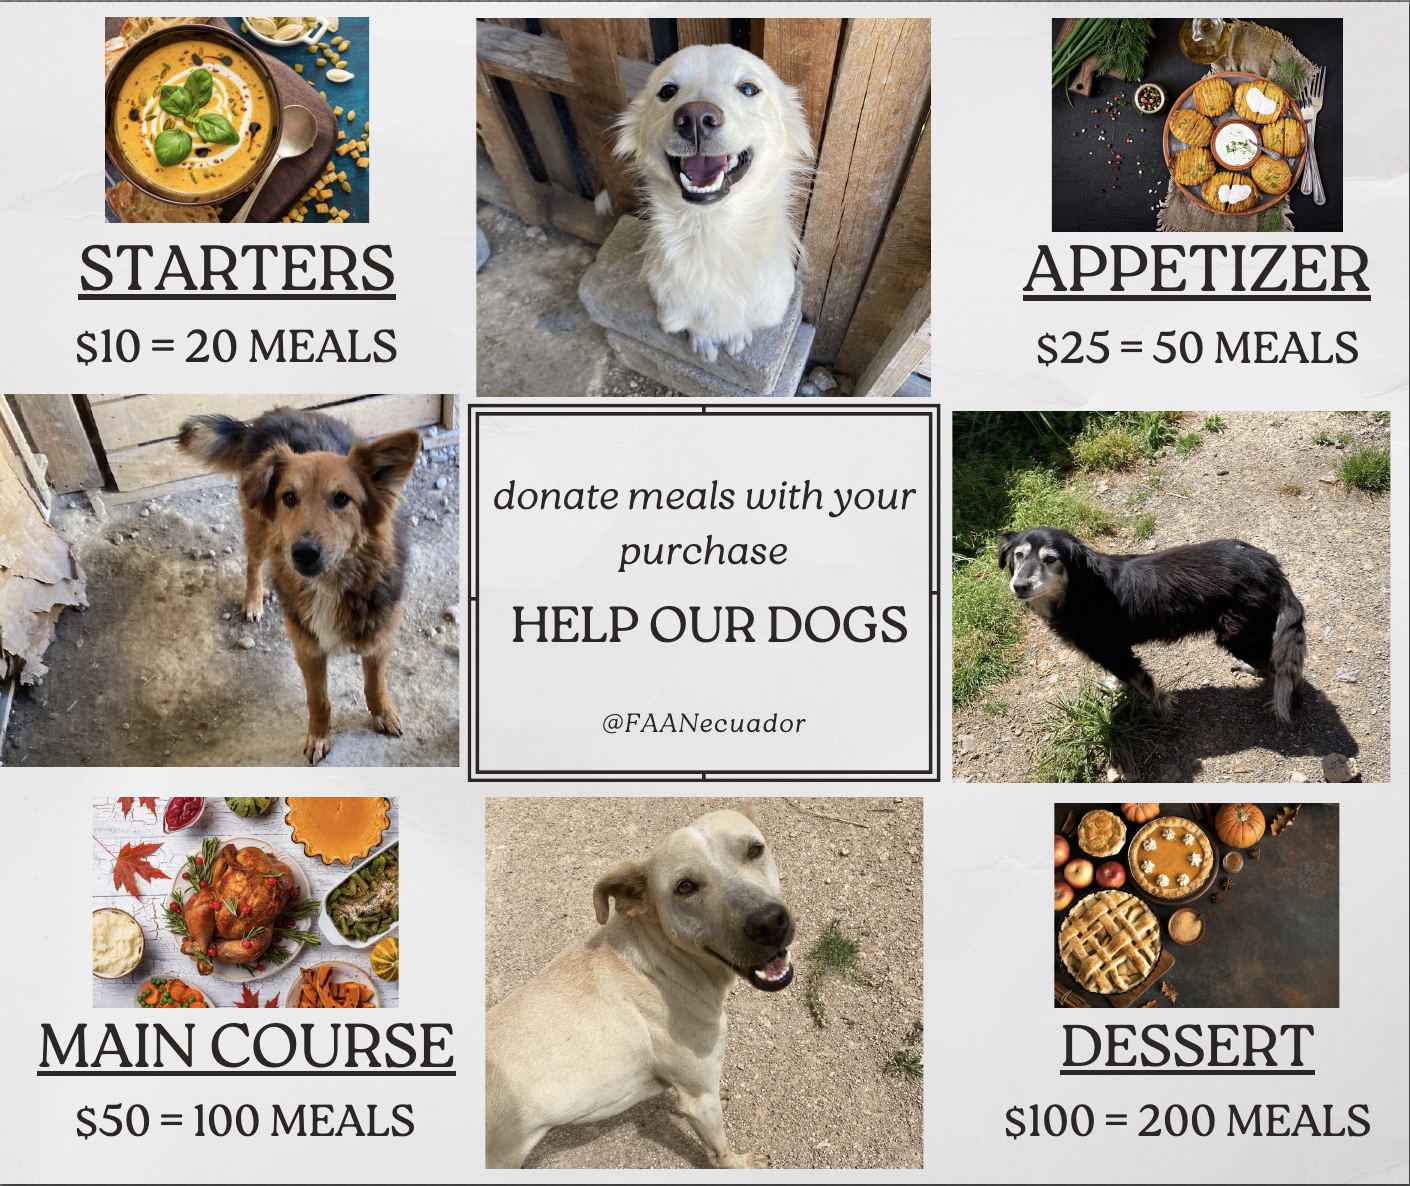 STARTERS
$10 = 20 MEALS
APPETIZER
$25 = 50 MEALS
donate meals with your
purchase
HELP OUR DOGS
@FAANecuador
MAIN COURSE
$50 = 100 MEALS
DESSERT
$100 = 200 MEALS